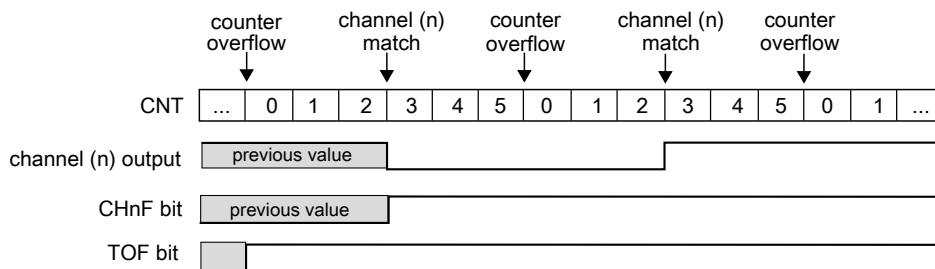 counter overflow
channel (n) match
counter overflow
channel (n) match
counter overflow
CNT ... 0 1 2 3 4 5 0 1 2 3 4 5 0 1 ...
channel (n) output previous value
CHnF bit previous value
TOF bit